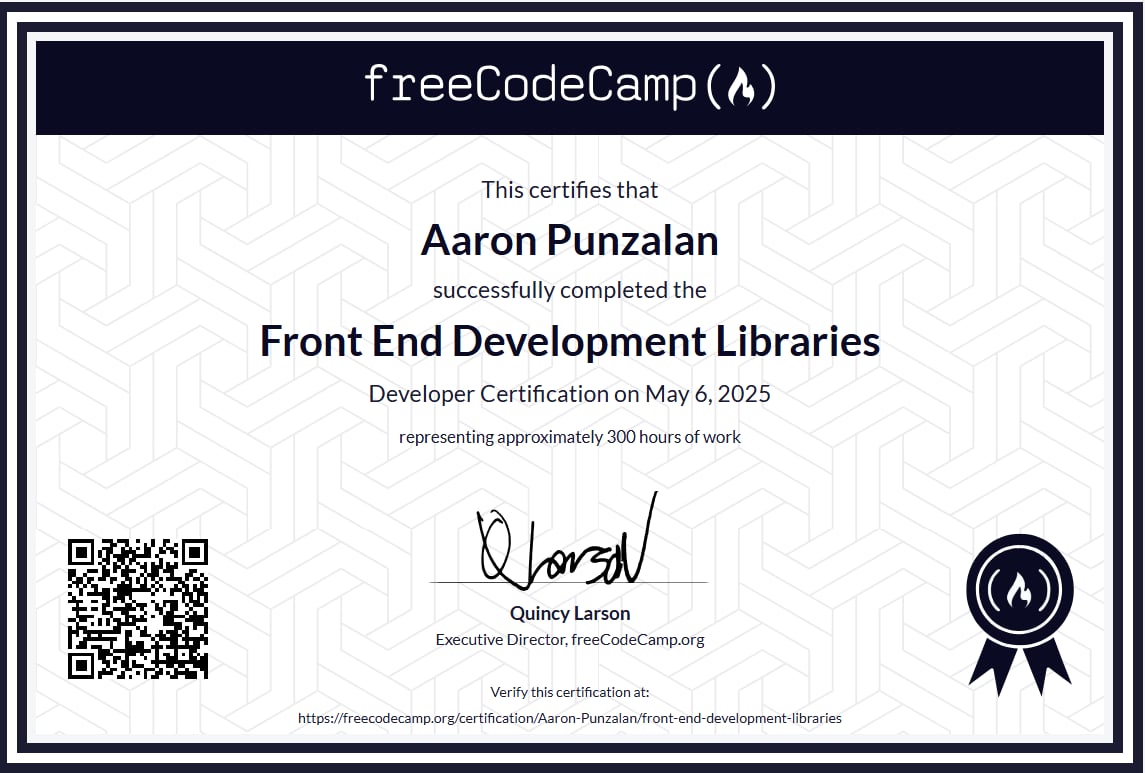 freeCodeCamp
This certifies that
Aaron Punzalan
successfully completed the
Front End Development Libraries
Developer Certification on May 6, 2025
representing approximately 300 hours of work
Quincy Larson
Executive Director, freeCodeCamp.org
Verify this certification at:
https://freecodecamp.org/certification/Aaron-Punzalan/front-end-development-libraries